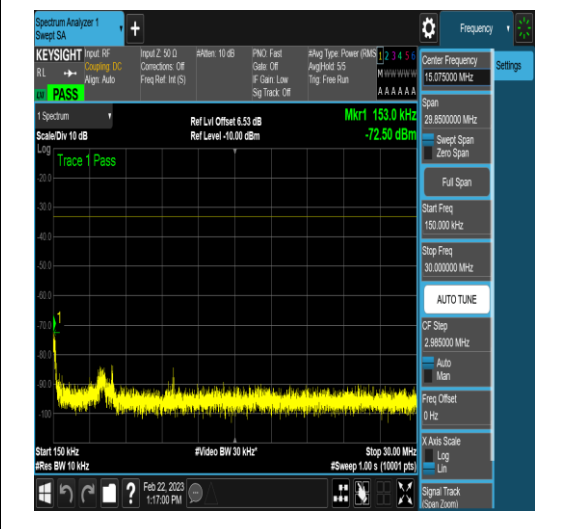 Spectrum Analyzer 1
Swept SA
+
Frequency
KEYSIGHT
RL
PASS
Input: RF
Coupling: DC
Align: Auto
Input Z: 50 Ω
Corrections: Off
Freq Ref: Int (S)
#Atten: 10 dB
PNO: Fast
Gate: Off
IF Gain: Low
Sig Track: Off
#Avg Type: Power (RMS
Avg|Hold: 5/5
Trig: Free Run
1 2 3 4 5 6
M W W W W W
A A A A A A
1 Spectrum
Scale/Div 10 dB
Ref Lvl Offset 6.53 dB
Ref Level -10.00 dBm
Mkr1 153.0 kHz
-72.50 dBm
Log
Trace 1 Pass
-20.0
-30.0
-40.0
-50.0
-60.0
-70.0
1
-80.0
-90.0
-100
Start 150 kHz
#Res BW 10 kHz
#Video BW 30 kHz*
Stop 30.00 MHz
#Sweep 1.00 s (10001 pts)
?
Feb 22, 2023
1:17:00 PM
Settings
Center Frequency
15.075000 MHz
Span
29.8500000 MHz
Swept Span
Zero Span
Full Span
Start Freq
150.000 kHz
Stop Freq
30.000000 MHz
AUTO TUNE
CF Step
2.985000 MHz
Auto
Man
Freq Offset
0 Hz
X Axis Scale
Log
Lin
Signal Track
(Span Zoom)